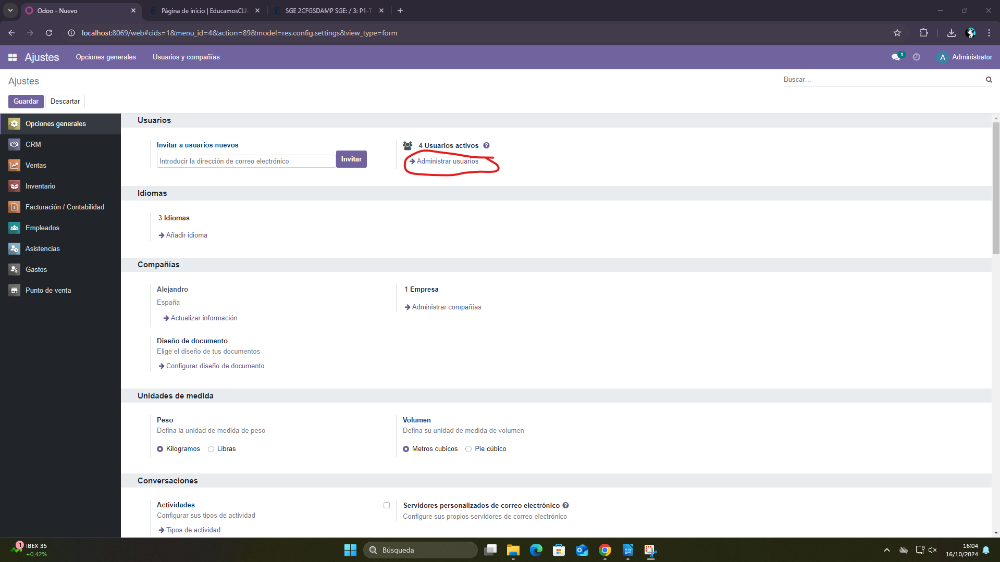 Odoo - Nuevo
Página de inicio | EducamosCLM
SGE 2CFGSDAMP SGE: / 3: P1-T
localhost:8069/web#cids=1&menu_id=4&action=89&model=res.config.settings&view_type=form
Ajustes
Opciones generales
Usuarios y compañías
1
A
Administrator
Ajustes
Buscar...
Guardar
Descartar
Opciones generales
CRM
Ventas
Inventario
Facturación / Contabilidad
Empleados
Asistencias
Gastos
Punto de venta
Usuarios
Invitar a usuarios nuevos
Introducir la dirección de correo electrónico
Invitar
4 Usuarios activos
Administrar usuarios
Idiomas
3 Idiomas
Añadir idioma
Compañías
Alejandro
España
Actualizar información
1 Empresa
Administrar compañías
Diseño de documento
Elige el diseño de tus documentos
Configurar diseño de documento
Unidades de medida
Peso
Defina la unidad de medida de peso
Kilogramos
Libras
Volumen
Defina su unidad de medida de volumen
Metros cubicos
Pie cúbico
Conversaciones
Actividades
Configurar sus tipos de actividad
Tipos de actividad
Servidores personalizados de correo electrónico
Configure sus propios servidores de correo electrónico
1
IBEX 35
+0,42%
Búsqueda
16:04
16/10/2024